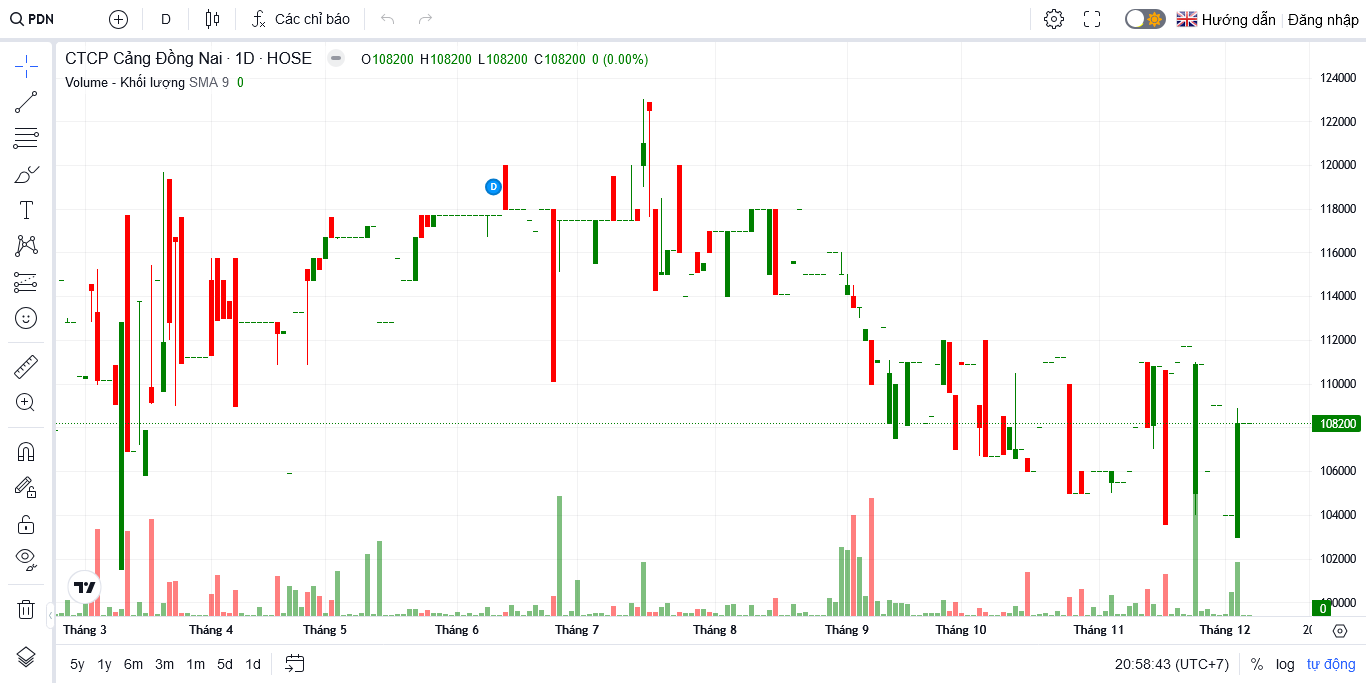 PDN D Các chỉ báo Hướng dẫn Đăng nhập
CTCP Cảng Đồng Nai · 1D · HOSE O108200 H108200 L108200 C108200 0 (0.00%)
Volume - Khối lượng SMA 9 0
124000
122000
120000
D
118000
116000
114000
112000
110000
108200
106000
104000
102000
0
Tháng 3 Tháng 4 Tháng 5 Tháng 6 Tháng 7 Tháng 8 Tháng 9 Tháng 10 Tháng 11 Tháng 12
5y 1y 6m 3m 1m 5d 1d 20:58:43 (UTC+7) % log tự động